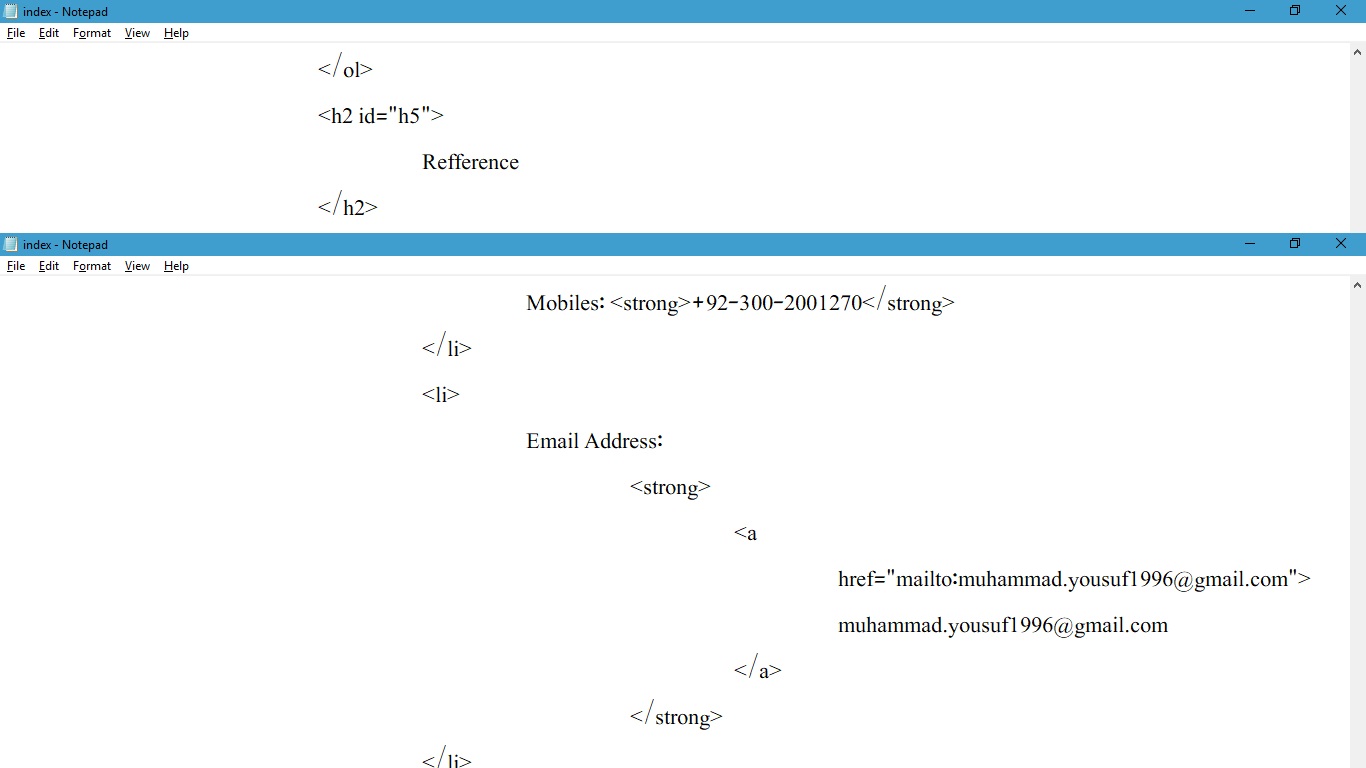 index - Notepad
File Edit Format View Help
</ol>
<h2 id="h5">
Refference
</h2>
index - Notepad
File Edit Format View Help
Mobiles: <strong>+92-300-2001270</strong>
</li>
<li>
Email Address:
<strong>
<a
href="mailto:muhammad.yousuf1996@gmail.com">
muhammad.yousuf1996@gmail.com
</a>
</strong>
</li>